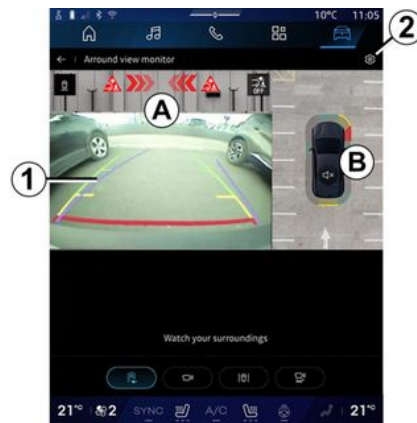 10°C 11:05
2
Arround view monitor
OFF
A
1
B
Watch your surroundings
21°° 2 SYNC A/C 21°°